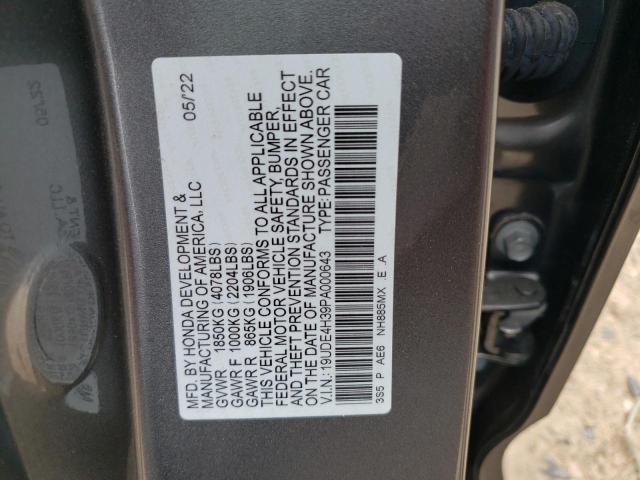 MFD. BY HONDA DEVELOPMENT &
MANUFACTURING OF AMERICA, LLC 05/22
GVWR 1850KG (4078LBS)
GAWR F 1000KG (2204LBS)
GAWR R 865KG (1906LBS)
THIS VEHICLE CONFORMS TO ALL APPLICABLE
FEDERAL MOTOR VEHICLE SAFETY, BUMPER,
AND THEFT PREVENTION STANDARDS IN EFFECT
ON THE DATE OF MANUFACTURE SHOWN ABOVE.
V.I.N.: 19UDE4H39PA000643 TYPE: PASSENGER CAR
3S5 P AE6 NH885MX E A